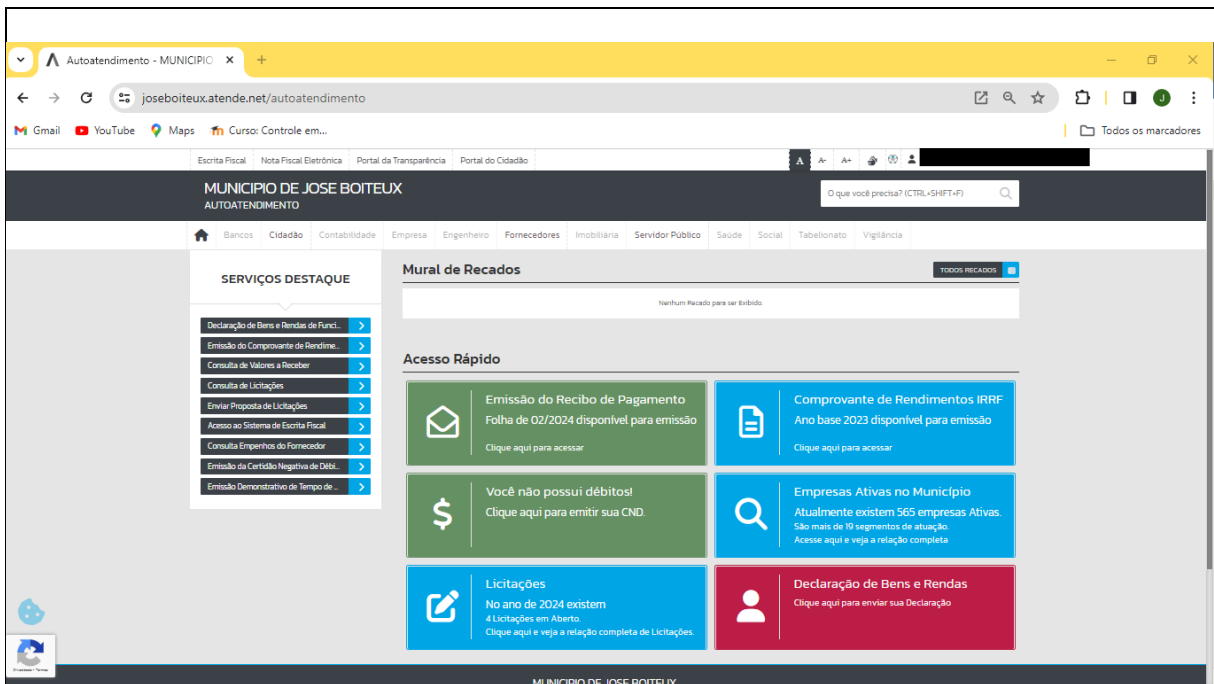 Autoatendimento - MUNICIPIO
joseboiteux.atende.net/autoatendimento
Gmail YouTube Maps Curso: Controle em... Todos os marcadores
Escrita Fiscal Nota Fiscal Eletrônica Portal da Transparência Portal do Cidadão A A- A+
MUNICIPIO DE JOSE BOITEUX
AUTOATENDIMENTO
O que você precisa? (CTRL+SHIFT+F)
Bancos Cidadão Contabilidade Empresa Engenheiro Fornecedores Imobiliária Servidor Público Saúde Social Tabelionato Vigilância
SERVIÇOS DESTAQUE
Declaração de Bens e Rendas de Funci...
Emissão do Comprovante de Rendime...
Consulta de Valores a Receber
Consulta de Licitações
Enviar Proposta de Licitações
Acesso ao Sistema de Escrita Fiscal
Consulta Empenhos do Fornecedor
Emissão da Certidão Negativa de Débi...
Emissão Demonstrativo de Tempo de ...
Mural de Recados
TODOS RECADOS
Nenhum Recado para ser Exibido.
Acesso Rápido
Emissão do Recibo de Pagamento
Folha de 02/2024 disponível para emissão
Clique aqui para acessar
Comprovante de Rendimentos IRRF
Ano base 2023 disponível para emissão
Clique aqui para acessar
Você não possui débitos!
Clique aqui para emitir sua CND.
Empresas Ativas no Município
Atualmente existem 565 empresas Ativas.
São mais de 19 segmentos de atuação.
Acesse aqui e veja a relação completa
Licitações
No ano de 2024 existem
4 Licitações em Aberto.
Clique aqui e veja a relação completa de Licitações.
Declaração de Bens e Rendas
Clique aqui para enviar sua Declaração
J
MUNICIPIO DE JOSE BOITEUX